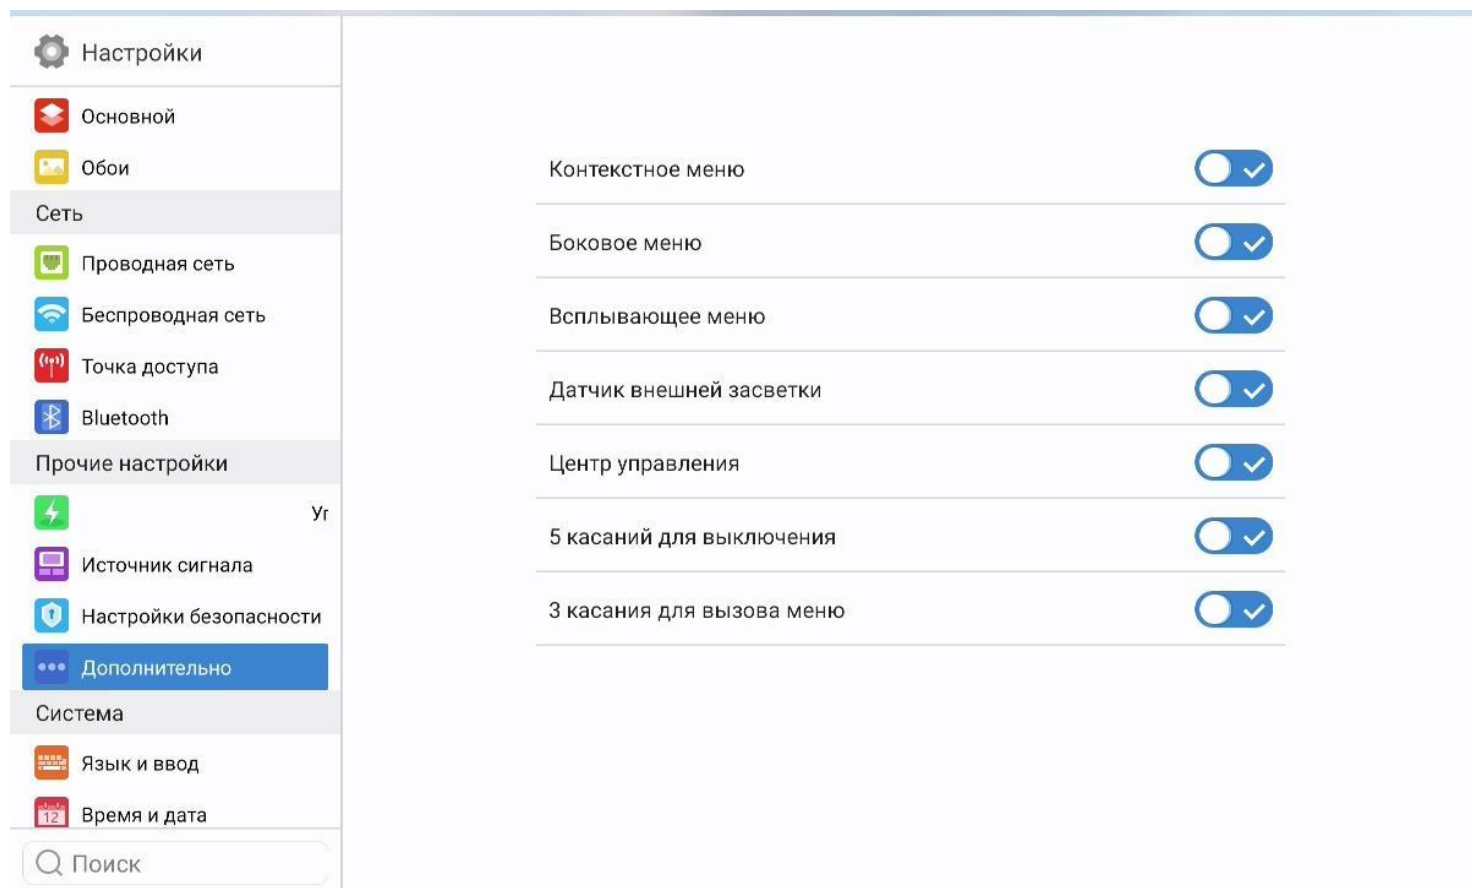 Настройки
Основной
Обои
Сеть
Проводная сеть
Беспроводная сеть
Точка доступа
Bluetooth
Прочие настройки
Уг
Источник сигнала
Настройки безопасности
Дополнительно
Система
Язык и ввод
12
Время и дата
Поиск
Контекстное меню
Боковое меню
Всплывающее меню
Датчик внешней засветки
Центр управления
5 касаний для выключения
3 касания для вызова меню